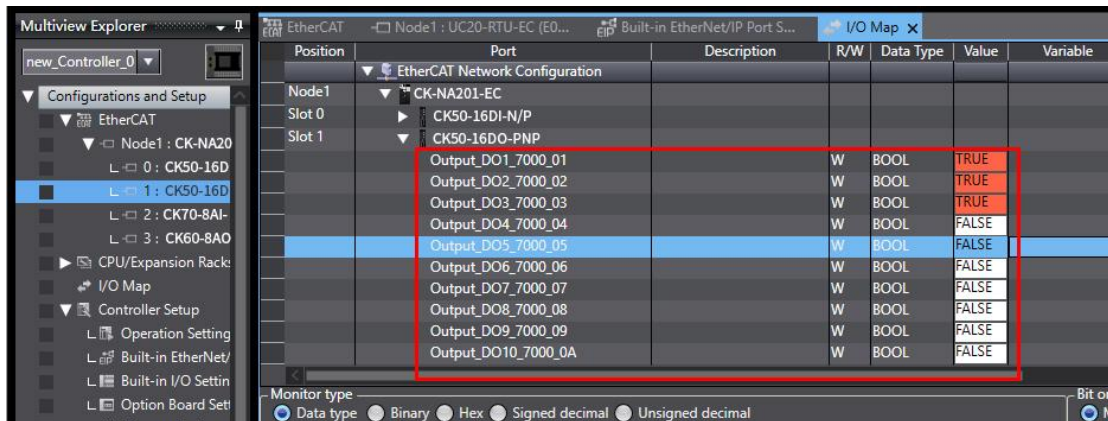 Multiview Explorer
new_Controller_0
Configurations and Setup
EtherCAT
Node1 : CK-NA20
0 : CK50-16D
1 : CK50-16D
2 : CK70-8AI-
3 : CK60-8AO
CPU/Expansion Racks
I/O Map
Controller Setup
Operation Setting
Built-in EtherNet/
Built-in I/O Settin
Option Board Sett
EtherCAT Node1 : UC20-RTU-EC (E0... Built-in EtherNet/IP Port S... I/O Map
Position Port Description R/W Data Type Value Variable
EtherCAT Network Configuration
Node1 CK-NA201-EC
Slot 0 CK50-16DI-N/P
Slot 1 CK50-16DO-PNP
Output_DO1_7000_01 W BOOL TRUE
Output_DO2_7000_02 W BOOL TRUE
Output_DO3_7000_03 W BOOL TRUE
Output_DO4_7000_04 W BOOL FALSE
Output_DO5_7000_05 W BOOL FALSE
Output_DO6_7000_06 W BOOL FALSE
Output_DO7_7000_07 W BOOL FALSE
Output_DO8_7000_08 W BOOL FALSE
Output_DO9_7000_09 W BOOL FALSE
Output_DO10_7000_0A W BOOL FALSE
Monitor type Bit or
Data type Binary Hex Signed decimal Unsigned decimal